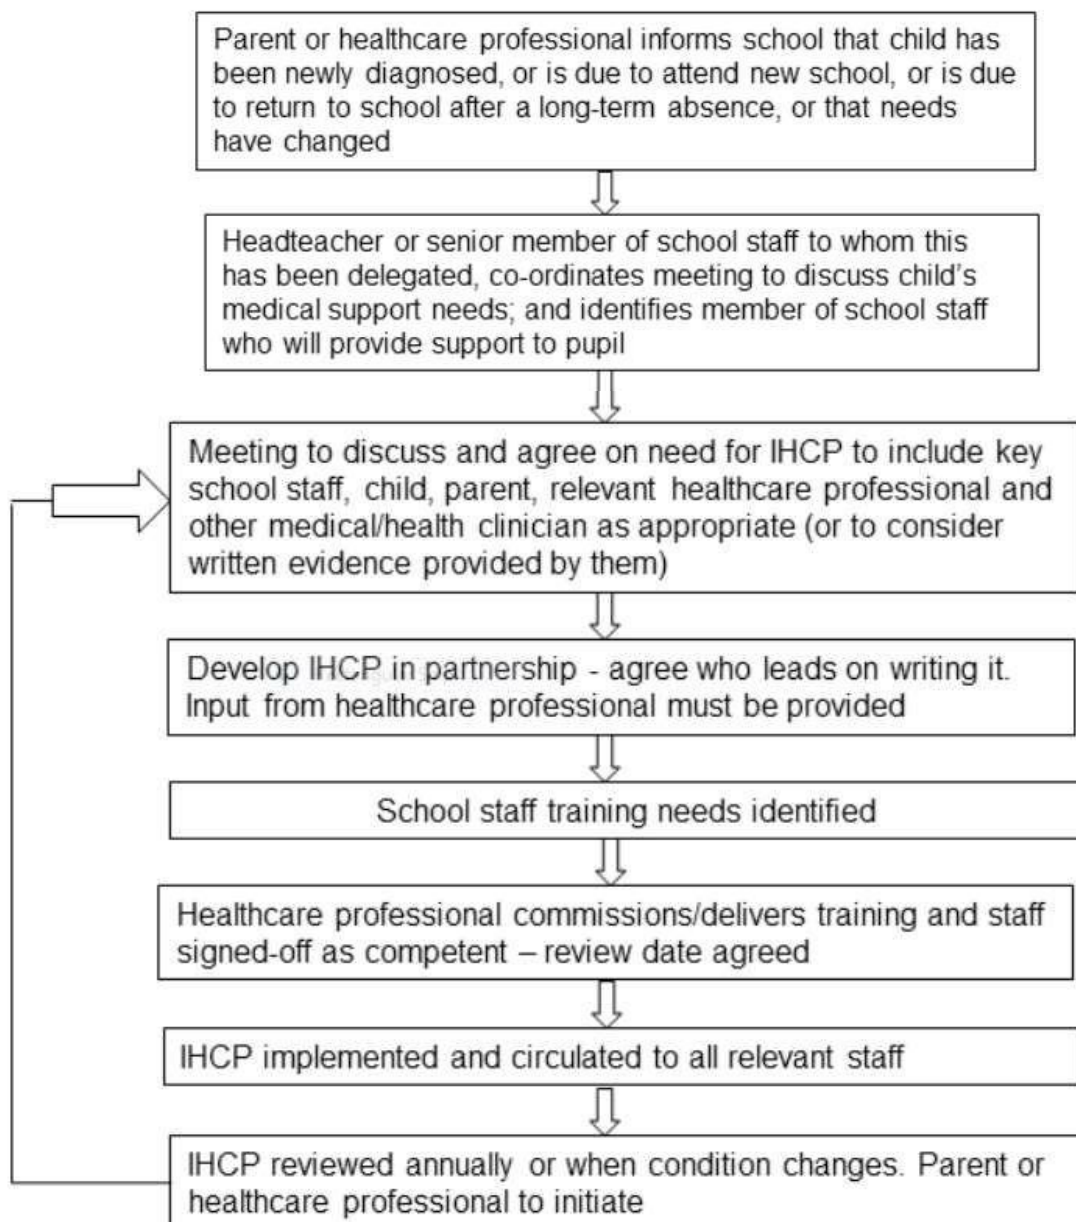 Parent or healthcare professional informs school that child has
been newly diagnosed, or is due to attend new school, or is due
to return to school after a long-term absence, or that needs
have changed
Headteacher or senior member of school staff to whom this
has been delegated, co-ordinates meeting to discuss child's
medical support needs; and identifies member of school staff
who will provide support to pupil
Meeting to discuss and agree on need for IHCP to include key
school staff, child, parent, relevant healthcare professional and
other medical/health clinician as appropriate (or to consider
written evidence provided by them)
Develop IHCP in partnership - agree who leads on writing it.
Input from healthcare professional must be provided
School staff training needs identified
Healthcare professional commissions/delivers training and staff
signed-off as competent – review date agreed
IHCP implemented and circulated to all relevant staff
IHCP reviewed annually or when condition changes. Parent or
healthcare professional to initiate